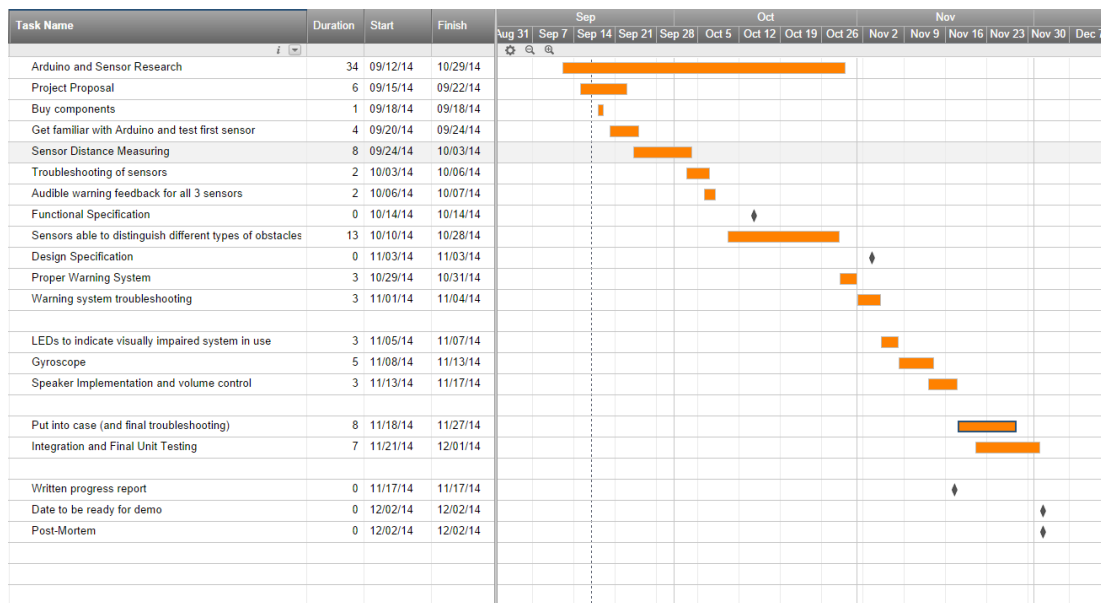 Task Name Duration Start Finish Sep Oct Nov
Aug 31 Sep 7 Sep 14 Sep 21 Sep 28 Oct 5 Oct 12 Oct 19 Oct 26 Nov 2 Nov 9 Nov 16 Nov 23 Nov 30 Dec 7
i
Arduino and Sensor Research 34 09/12/14 10/29/14
Project Proposal 6 09/15/14 09/22/14
Buy components 1 09/18/14 09/18/14
Get familiar with Arduino and test first sensor 4 09/20/14 09/24/14
Sensor Distance Measuring 8 09/24/14 10/03/14
Troubleshooting of sensors 2 10/03/14 10/06/14
Audible warning feedback for all 3 sensors 2 10/06/14 10/07/14
Functional Specification 0 10/14/14 10/14/14
Sensors able to distinguish different types of obstacles 13 10/10/14 10/28/14
Design Specification 0 11/03/14 11/03/14
Proper Warning System 3 10/29/14 10/31/14
Warning system troubleshooting 3 11/01/14 11/04/14
LEDs to indicate visually impaired system in use 3 11/05/14 11/07/14
Gyroscope 5 11/08/14 11/13/14
Speaker Implementation and volume control 3 11/13/14 11/17/14
Put into case (and final troubleshooting) 8 11/18/14 11/27/14
Integration and Final Unit Testing 7 11/21/14 12/01/14
Written progress report 0 11/17/14 11/17/14
Date to be ready for demo 0 12/02/14 12/02/14
Post-Mortem 0 12/02/14 12/02/14